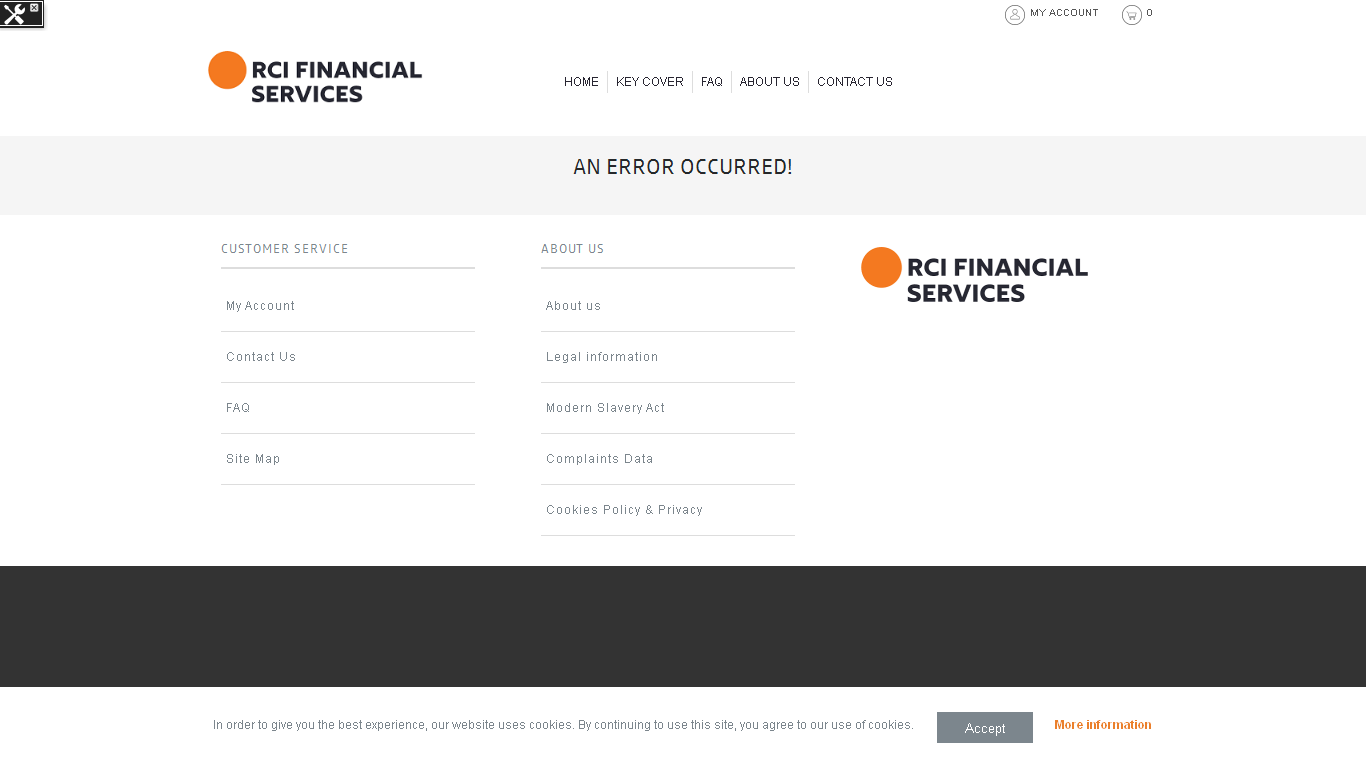 MY ACCOUNT
0
RCI FINANCIAL
SERVICES
HOME
KEY COVER
FAQ
ABOUT US
CONTACT US
AN ERROR OCCURRED!
CUSTOMER SERVICE
My Account
Contact Us
FAQ
Site Map
ABOUT US
About us
Legal information
Modern Slavery Act
Complaints Data
Cookies Policy & Privacy
RCI FINANCIAL
SERVICES
In order to give you the best experience, our website uses cookies. By continuing to use this site, you agree to our use of cookies.
Accept
More information